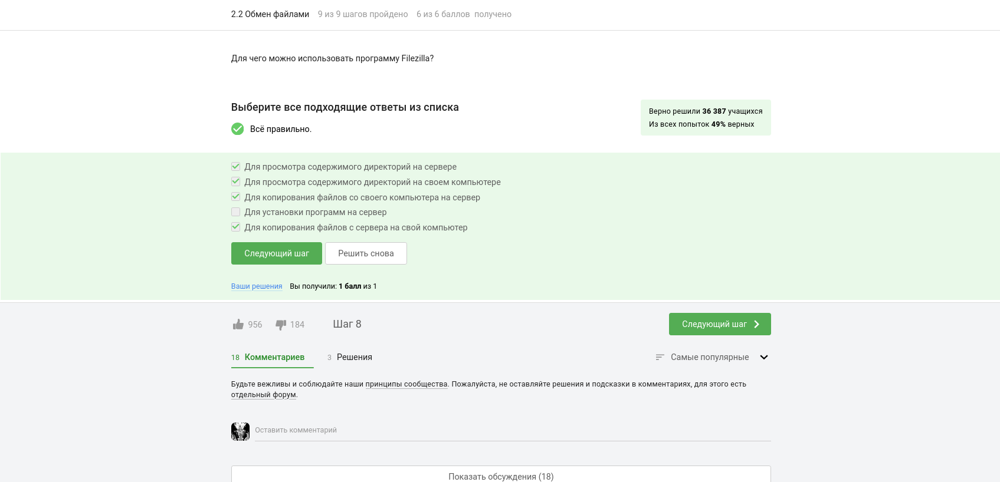 2.2 Обмен файлами 9 из 9 шагов пройдено 6 из 6 баллов получено
Для чего можно использовать программу Filezilla?
Выберите все подходящие ответы из списка
Верно решили 36 387 учащихся
Из всех попыток 49% верных
Всё правильно.
Для просмотра содержимого директорий на сервере
Для просмотра содержимого директорий на своем компьютере
Для копирования файлов со своего компьютера на сервер
Для установки программ на сервер
Для копирования файлов с сервера на свой компьютер
Следующий шаг Решить снова
Ваши решения Вы получили: 1 балл из 1
956 184 Шаг 8 Следующий шаг
18 Комментариев 3 Решения Самые популярные
Будьте вежливы и соблюдайте наши принципы сообщества. Пожалуйста, не оставляйте решения и подсказки в комментариях, для этого есть
отдельный форум.
Оставить комментарий
Показать обсуждения (18)